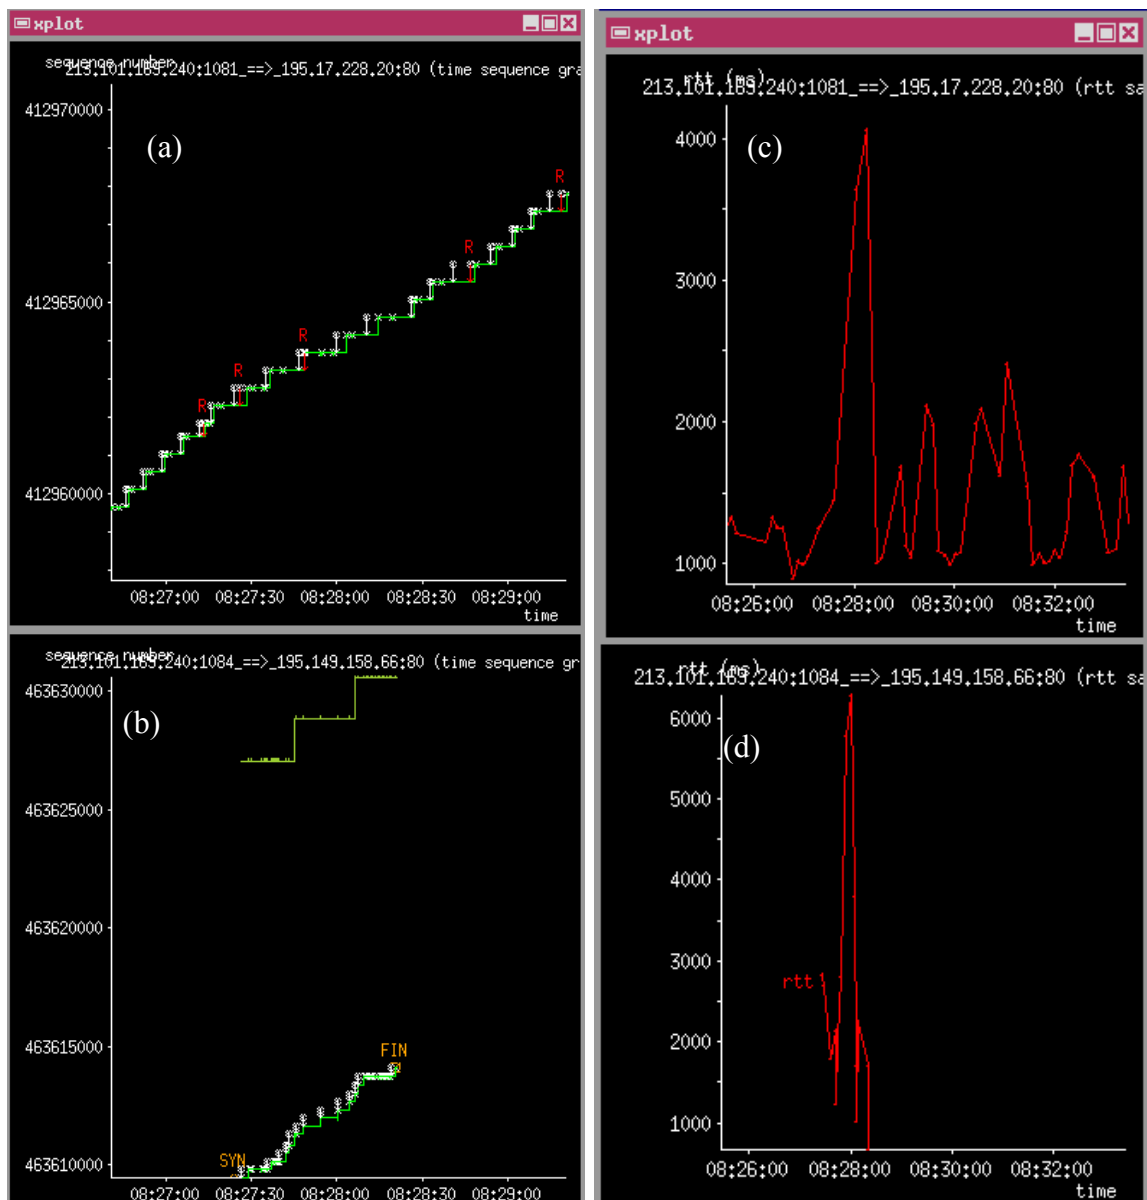 xplot
sequence number
213.101.169.240:1081_==>_195.17.228.20:80 (time sequence gra
(a)
412970000
412965000
412960000
R
R
R
R
R
08:27:00 08:27:30 08:28:00 08:28:30 08:29:00
time
sequence number
213.101.169.240:1084_==>_195.149.158.66:80 (time sequence gr
(b)
463630000
463625000
463620000
463615000
463610000
SYN
FIN
08:27:00 08:27:30 08:28:00 08:28:30 08:29:00
xplot
rtt (ms)
213.101.169.240:1081_==>_195.17.228.20:80 (rtt sa
(c)
4000
3000
2000
1000
08:26:00 08:28:00 08:30:00 08:32:00
time
rtt (ms)
213.101.169.240:1084_==>_195.149.158.66:80 (rtt sa
(d)
6000
5000
4000
3000
rtt
2000
1000
08:26:00 08:28:00 08:30:00 08:32:00